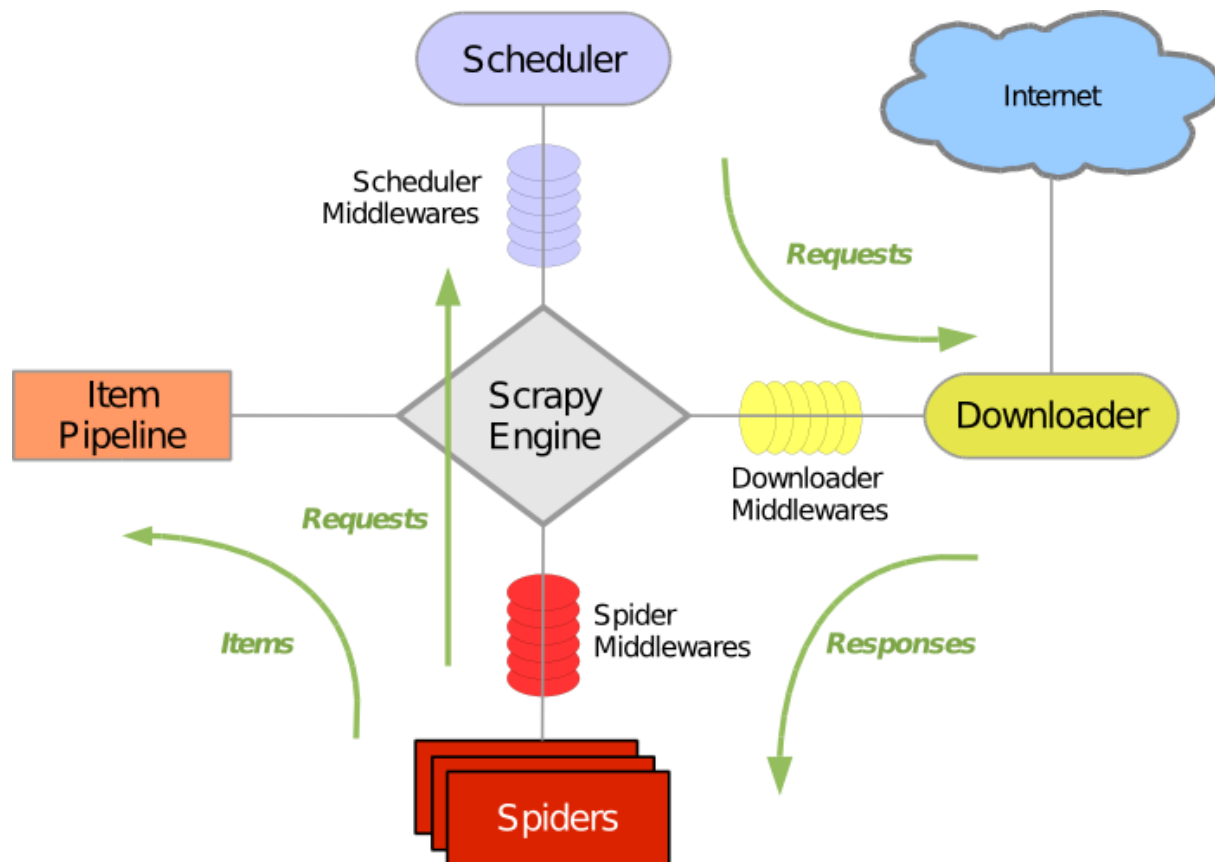 Scheduler
Internet
Scheduler
Middlewares
Requests
Item
Pipeline
Scrapy
Engine
Downloader
Downloader
Middlewares
Requests
Items
Spider
Middlewares
Responses
Spiders